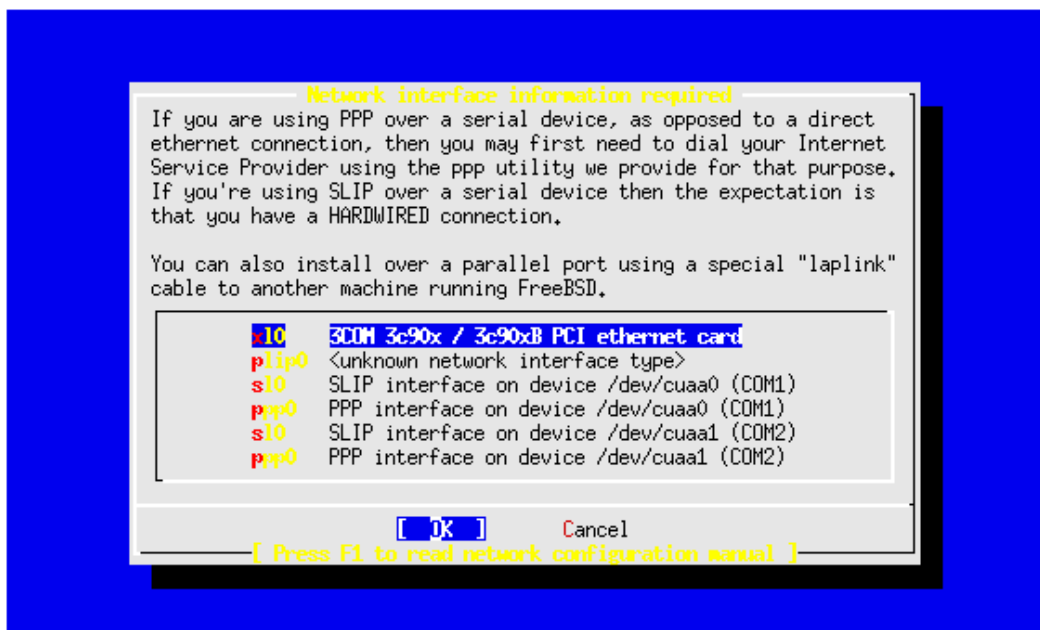 Network interface information required
If you are using PPP over a serial device, as opposed to a direct
ethernet connection, then you may first need to dial your Internet
Service Provider using the ppp utility we provide for that purpose.
If you're using SLIP over a serial device then the expectation is
that you have a HARDWIRED connection.
You can also install over a parallel port using a special "laplink"
cable to another machine running FreeBSD.
xl0 3COM 3c90x / 3c90xB PCI ethernet card
plip0 <unknown network interface type>
sl0 SLIP interface on device /dev/cuaa0 (COM1)
ppp0 PPP interface on device /dev/cuaa0 (COM1)
sl0 SLIP interface on device /dev/cuaa1 (COM2)
ppp0 PPP interface on device /dev/cuaa1 (COM2)
[ OK ] Cancel
[ Press F1 to read network configuration manual ]